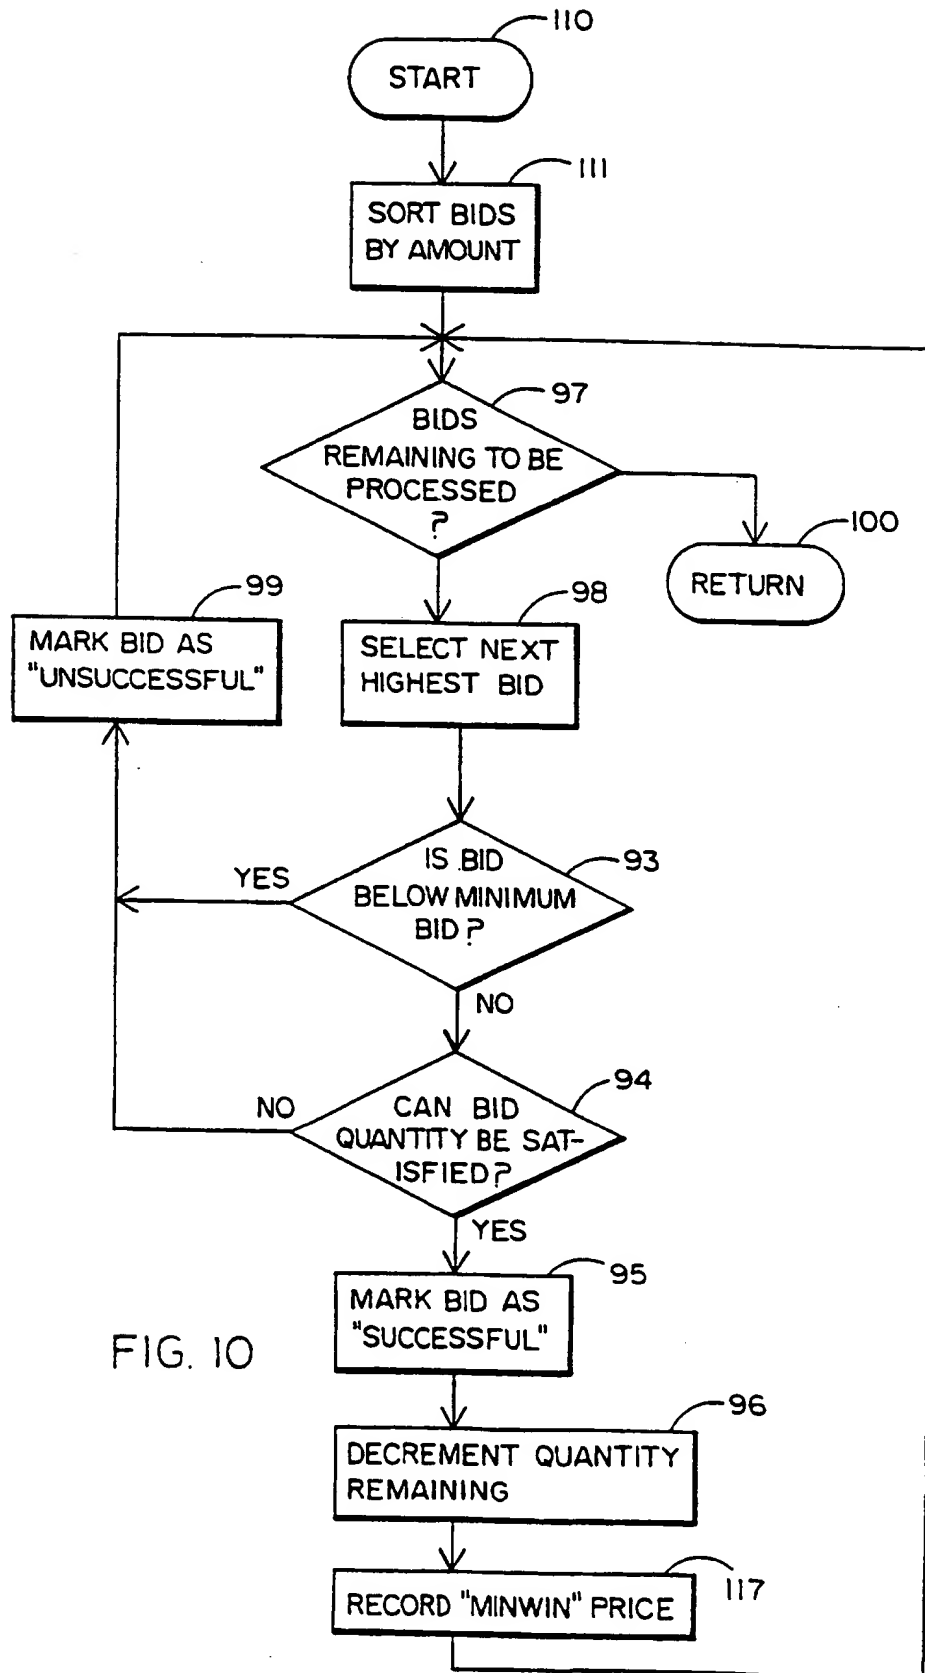 110
START
111
SORT BIDS
BY AMOUNT
97
BIDS
REMAINING TO BE
PROCESSED
?
100
RETURN
99
MARK BID AS
"UNSUCCESSFUL"
98
SELECT NEXT
HIGHEST BID
93
IS BID
BELOW MINIMUM
BID?
YES
NO
94
CAN BID
QUANTITY BE SAT-
ISFIED?
NO
YES
95
MARK BID AS
"SUCCESSFUL"
FIG. 10
96
DECREMENT QUANTITY
REMAINING
117
RECORD "MINWIN" PRICE